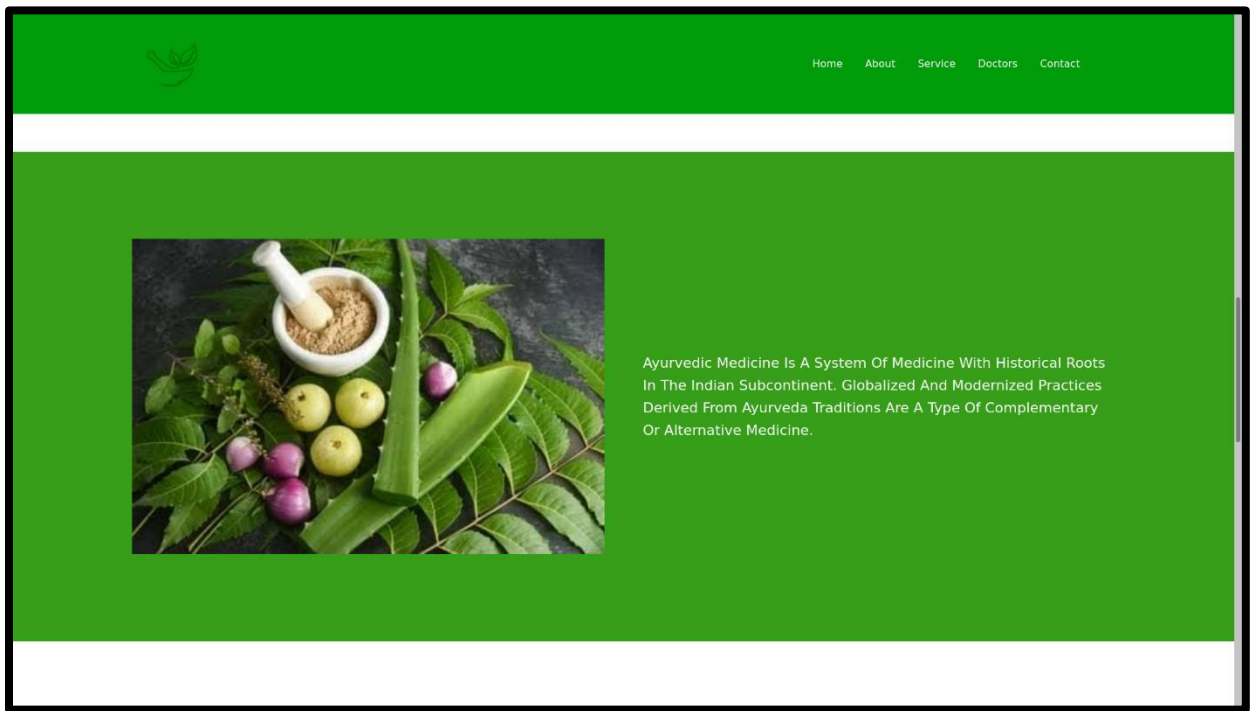 Home About Service Doctors Contact
Ayurvedic Medicine Is A System Of Medicine With Historical Roots
In The Indian Subcontinent. Globalized And Modernized Practices
Derived From Ayurveda Traditions Are A Type Of Complementary
Or Alternative Medicine.